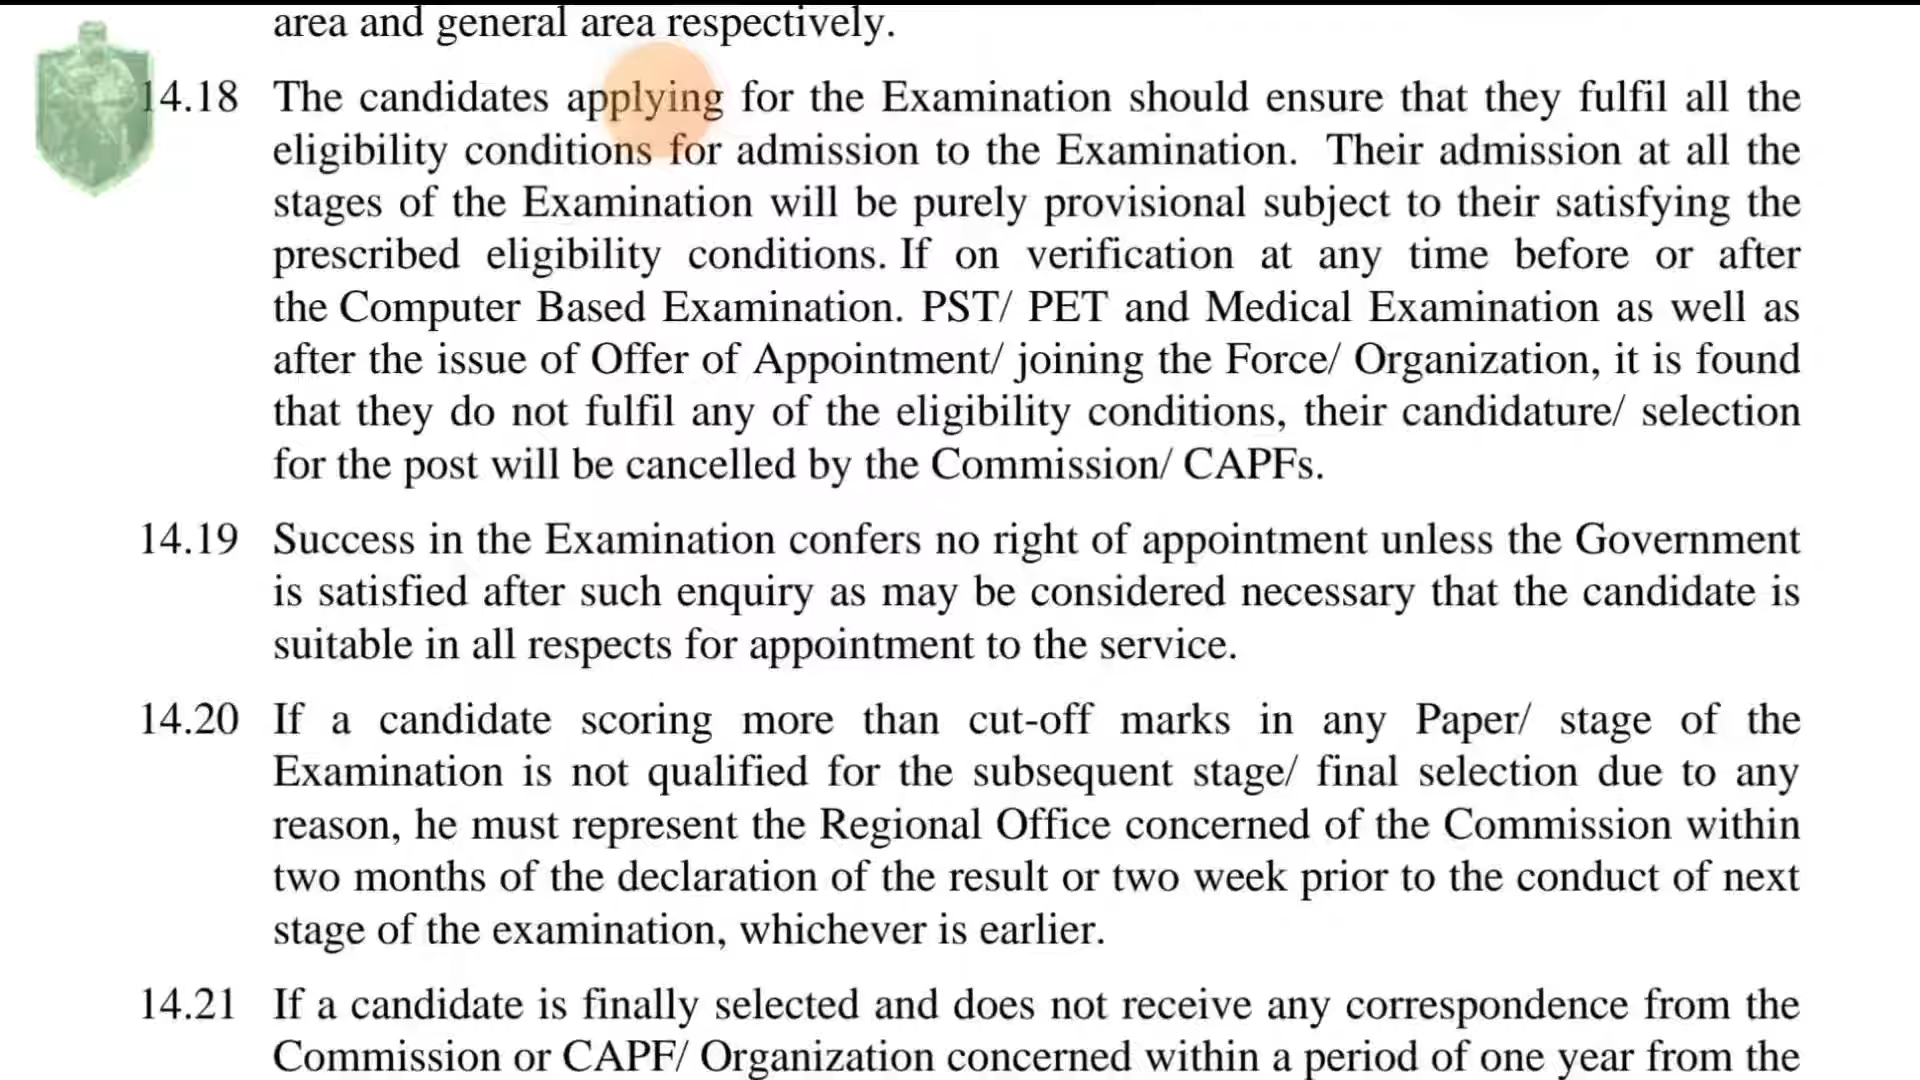 area and general area respectively.
14.18 The candidates applying for the Examination should ensure that they fulfil all the
eligibility conditions for admission to the Examination. Their admission at all the
stages of the Examination will be purely provisional subject to their satisfying the
prescribed eligibility conditions. If on verification at any time before or after
the Computer Based Examination. PST/ PET and Medical Examination as well as
after the issue of Offer of Appointment/ joining the Force/ Organization, it is found
that they do not fulfil any of the eligibility conditions, their candidature/ selection
for the post will be cancelled by the Commission/ CAPFs.
14.19 Success in the Examination confers no right of appointment unless the Government
is satisfied after such enquiry as may be considered necessary that the candidate is
suitable in all respects for appointment to the service.
14.20 If a candidate scoring more than cut-off marks in any Paper/ stage of the
Examination is not qualified for the subsequent stage/ final selection due to any
reason, he must represent the Regional Office concerned of the Commission within
two months of the declaration of the result or two week prior to the conduct of next
stage of the examination, whichever is earlier.
14.21 If a candidate is finally selected and does not receive any correspondence from the
Commission or CAPF/ Organization concerned within a period of one year from the